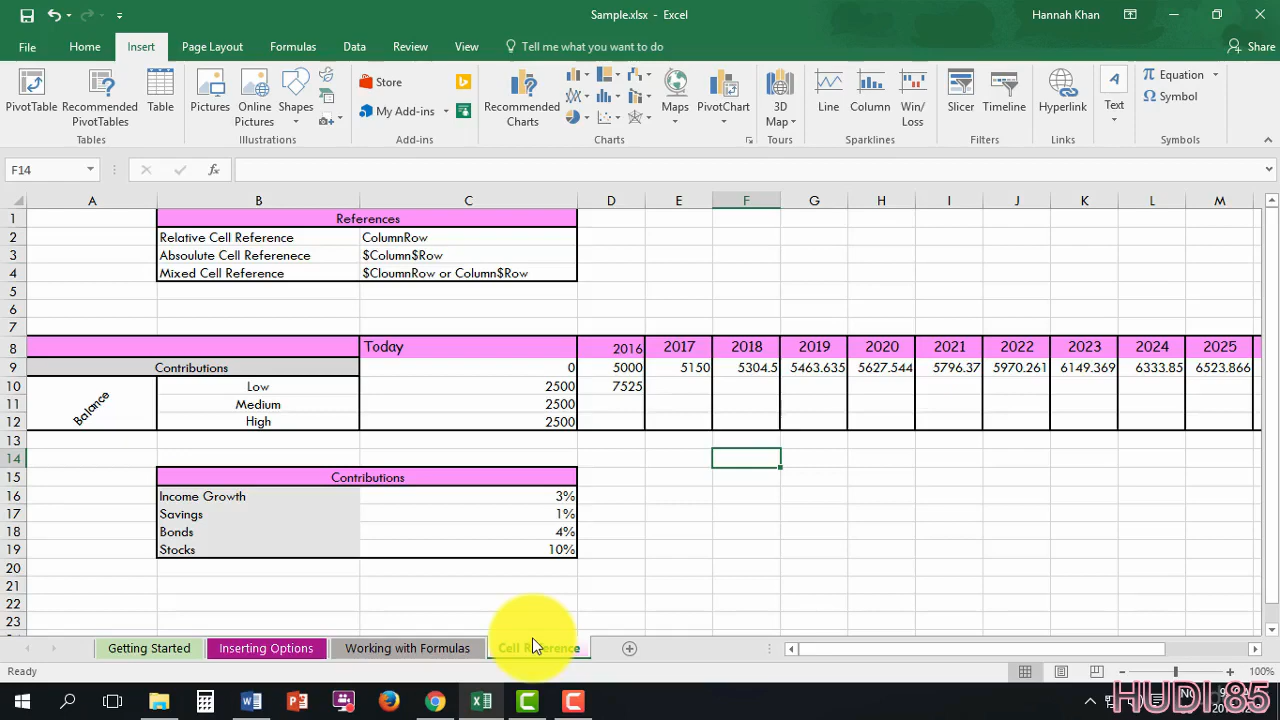 Sample.xlsx - Excel
Hannah Khan
File Home Insert Page Layout Formulas Data Review View Tell me what you want to do Share
PivotTable Recommended PivotTables Table
Tables
Pictures Online Pictures Shapes
Illustrations
Store
My Add-ins
Add-ins
Recommended Charts
Maps PivotChart
Charts
3D Map
Tours
Line Column Win/Loss
Sparklines
Slicer Timeline
Filters
Hyperlink
Links
Text
Equation
Symbol
Symbols
F14 fx
A B C D E F G H I J K L M
1 References
2 Relative Cell Reference ColumnRow
3 Absoulute Cell Referenece $Column$Row
4 Mixed Cell Reference $CloumnRow or Column$Row
5
6
7
8 Today 2016 2017 2018 2019 2020 2021 2022 2023 2024 2025
9 Contributions 0 5000 5150 5304.5 5463.635 5627.544 5796.37 5970.261 6149.369 6333.85 6523.866
10 Low 2500 7525
11 Balance Medium 2500
12 High 2500
13
14
15 Contributions
16 Income Growth 3%
17 Savings 1%
18 Bonds 4%
19 Stocks 10%
20
21
22
23
Getting Started Inserting Options Working with Formulas Cell Reference
Ready 100%
HUDI 85